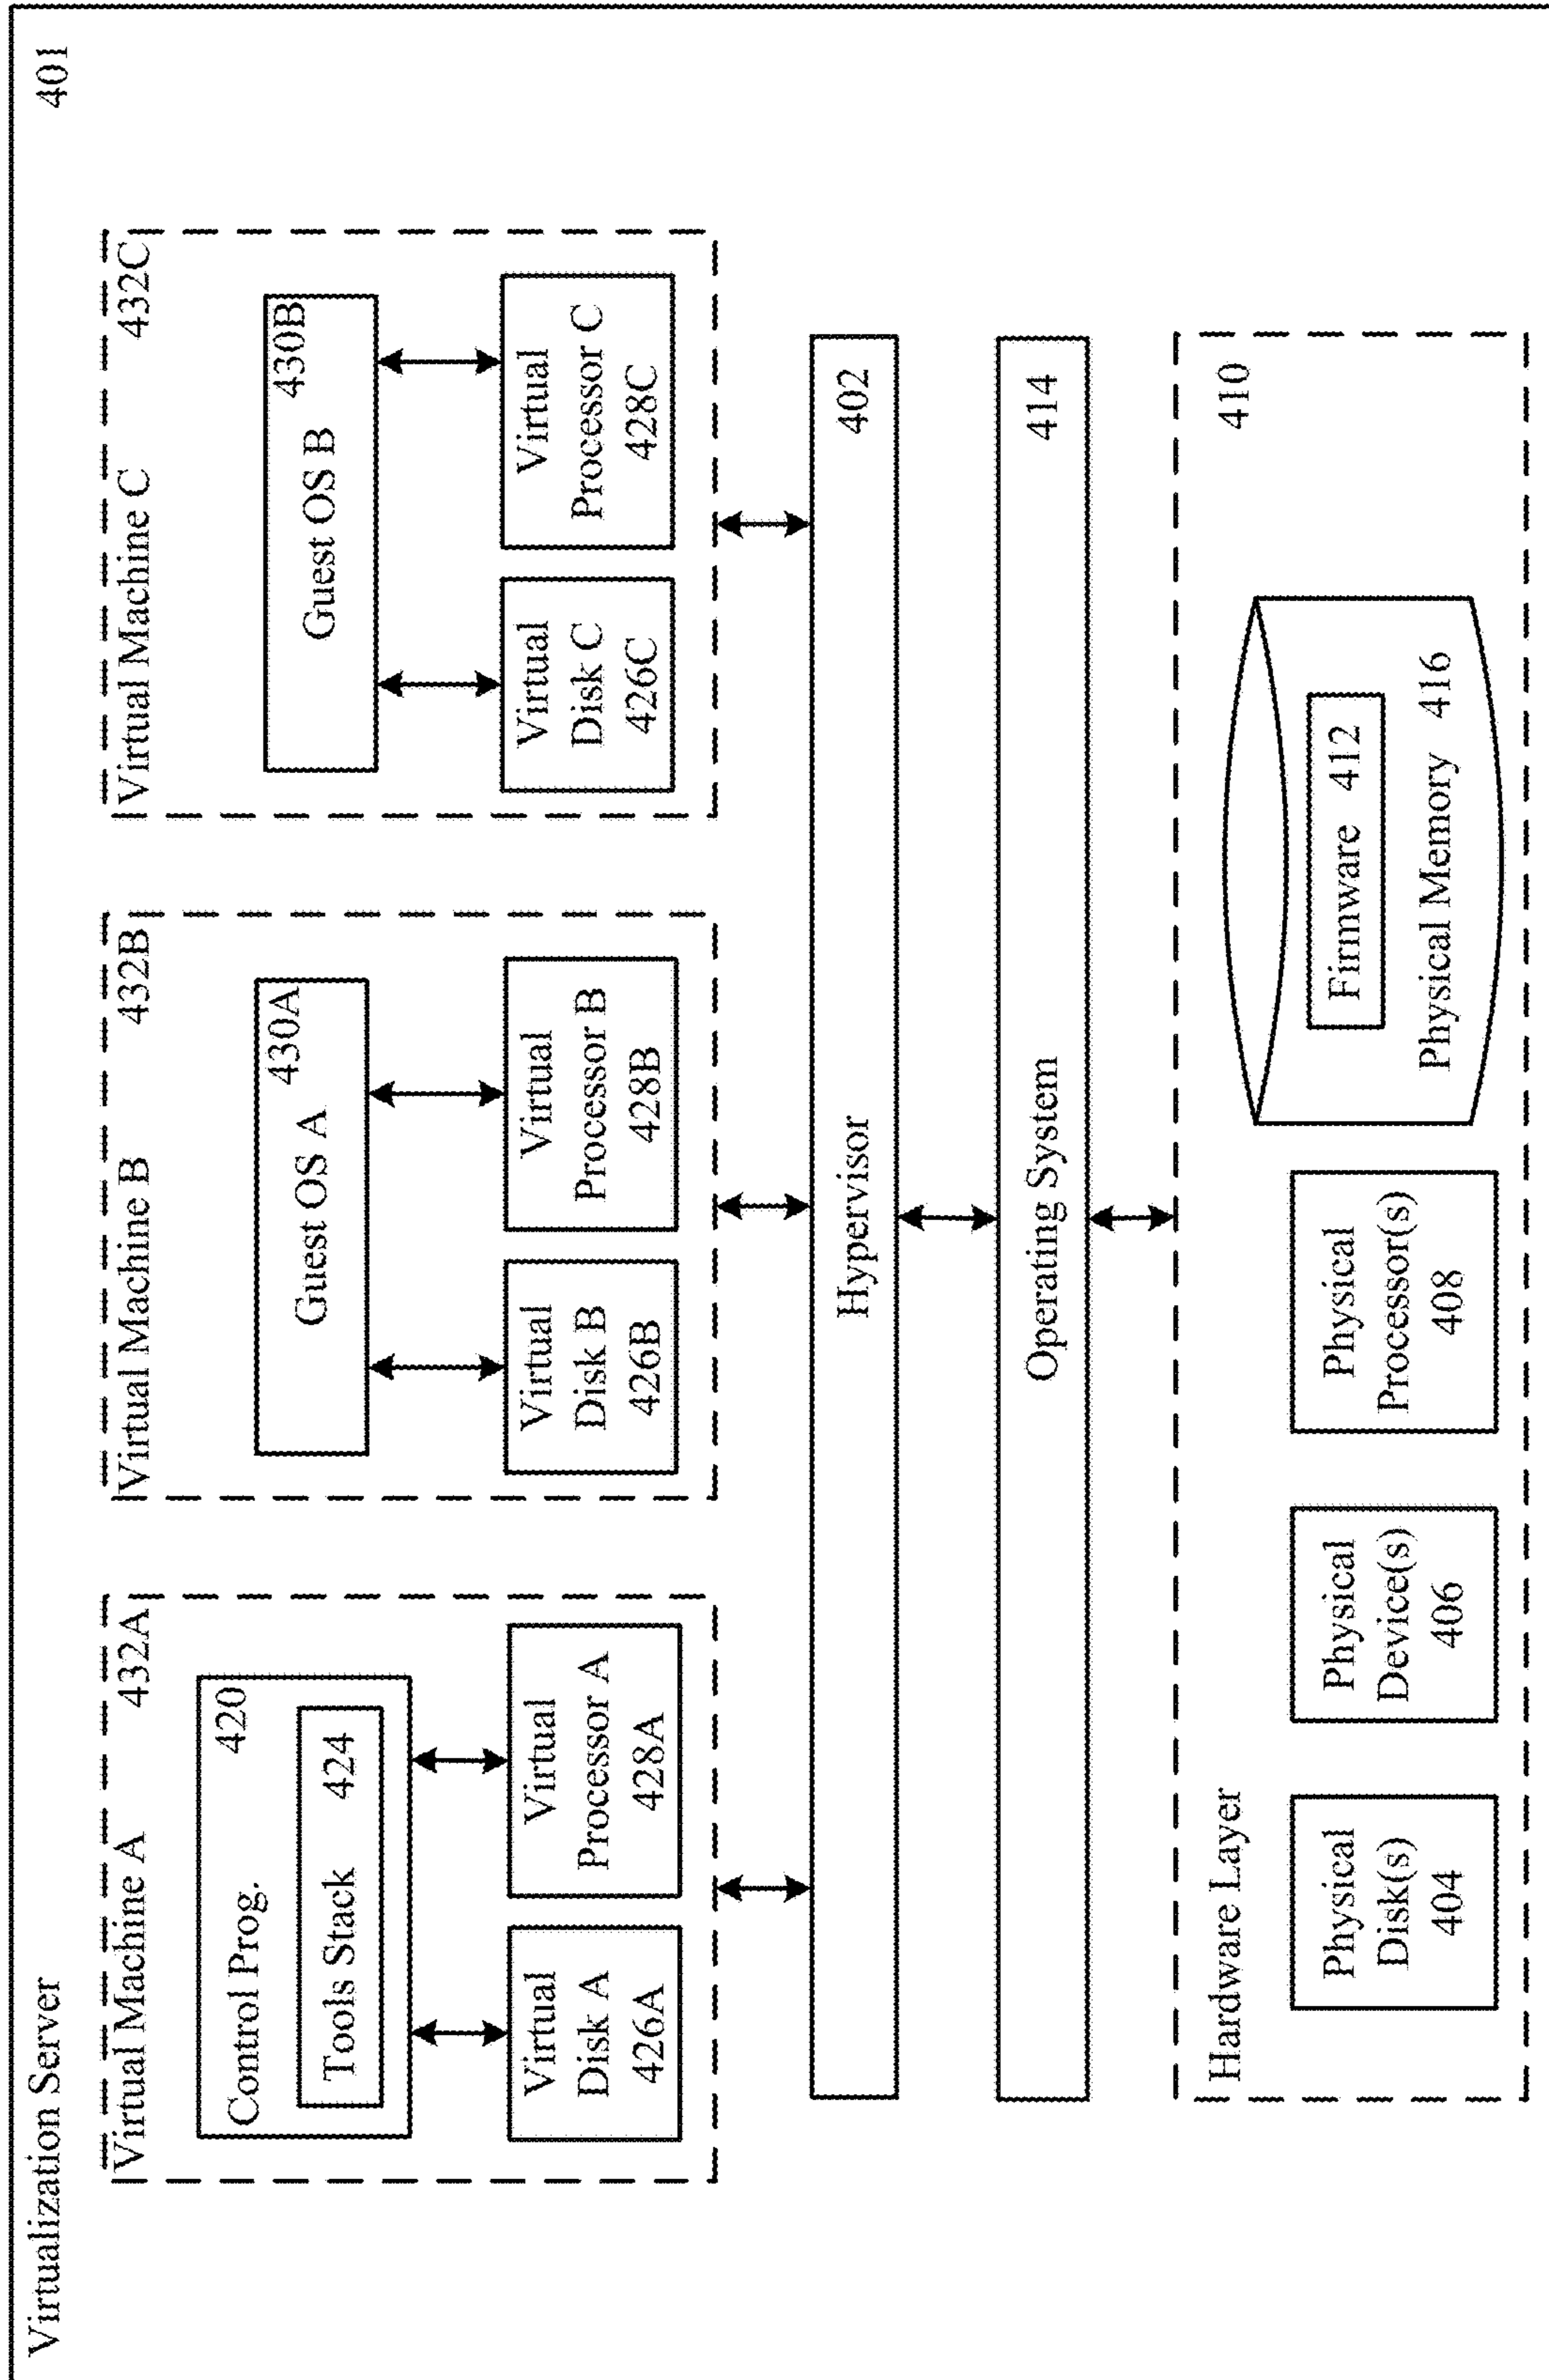 Virtualization Server 401
Virtual Machine A 432A
Control Prog. 420
Tools Stack 424
Virtual
Disk A
426A
Virtual
Processor A
428A
Virtual Machine B 432B
430A
Guest OS A
Virtual
Disk B
426B
Virtual
Processor B
428B
Virtual Machine C 432C
430B
Guest OS B
Virtual
Disk C
426C
Virtual
Processor C
428C
Hypervisor 402
Operating System 414
Hardware Layer 410
Physical
Disk(s)
404
Physical
Device(s)
406
Physical
Processor(s)
408
Firmware 412
Physical Memory 416